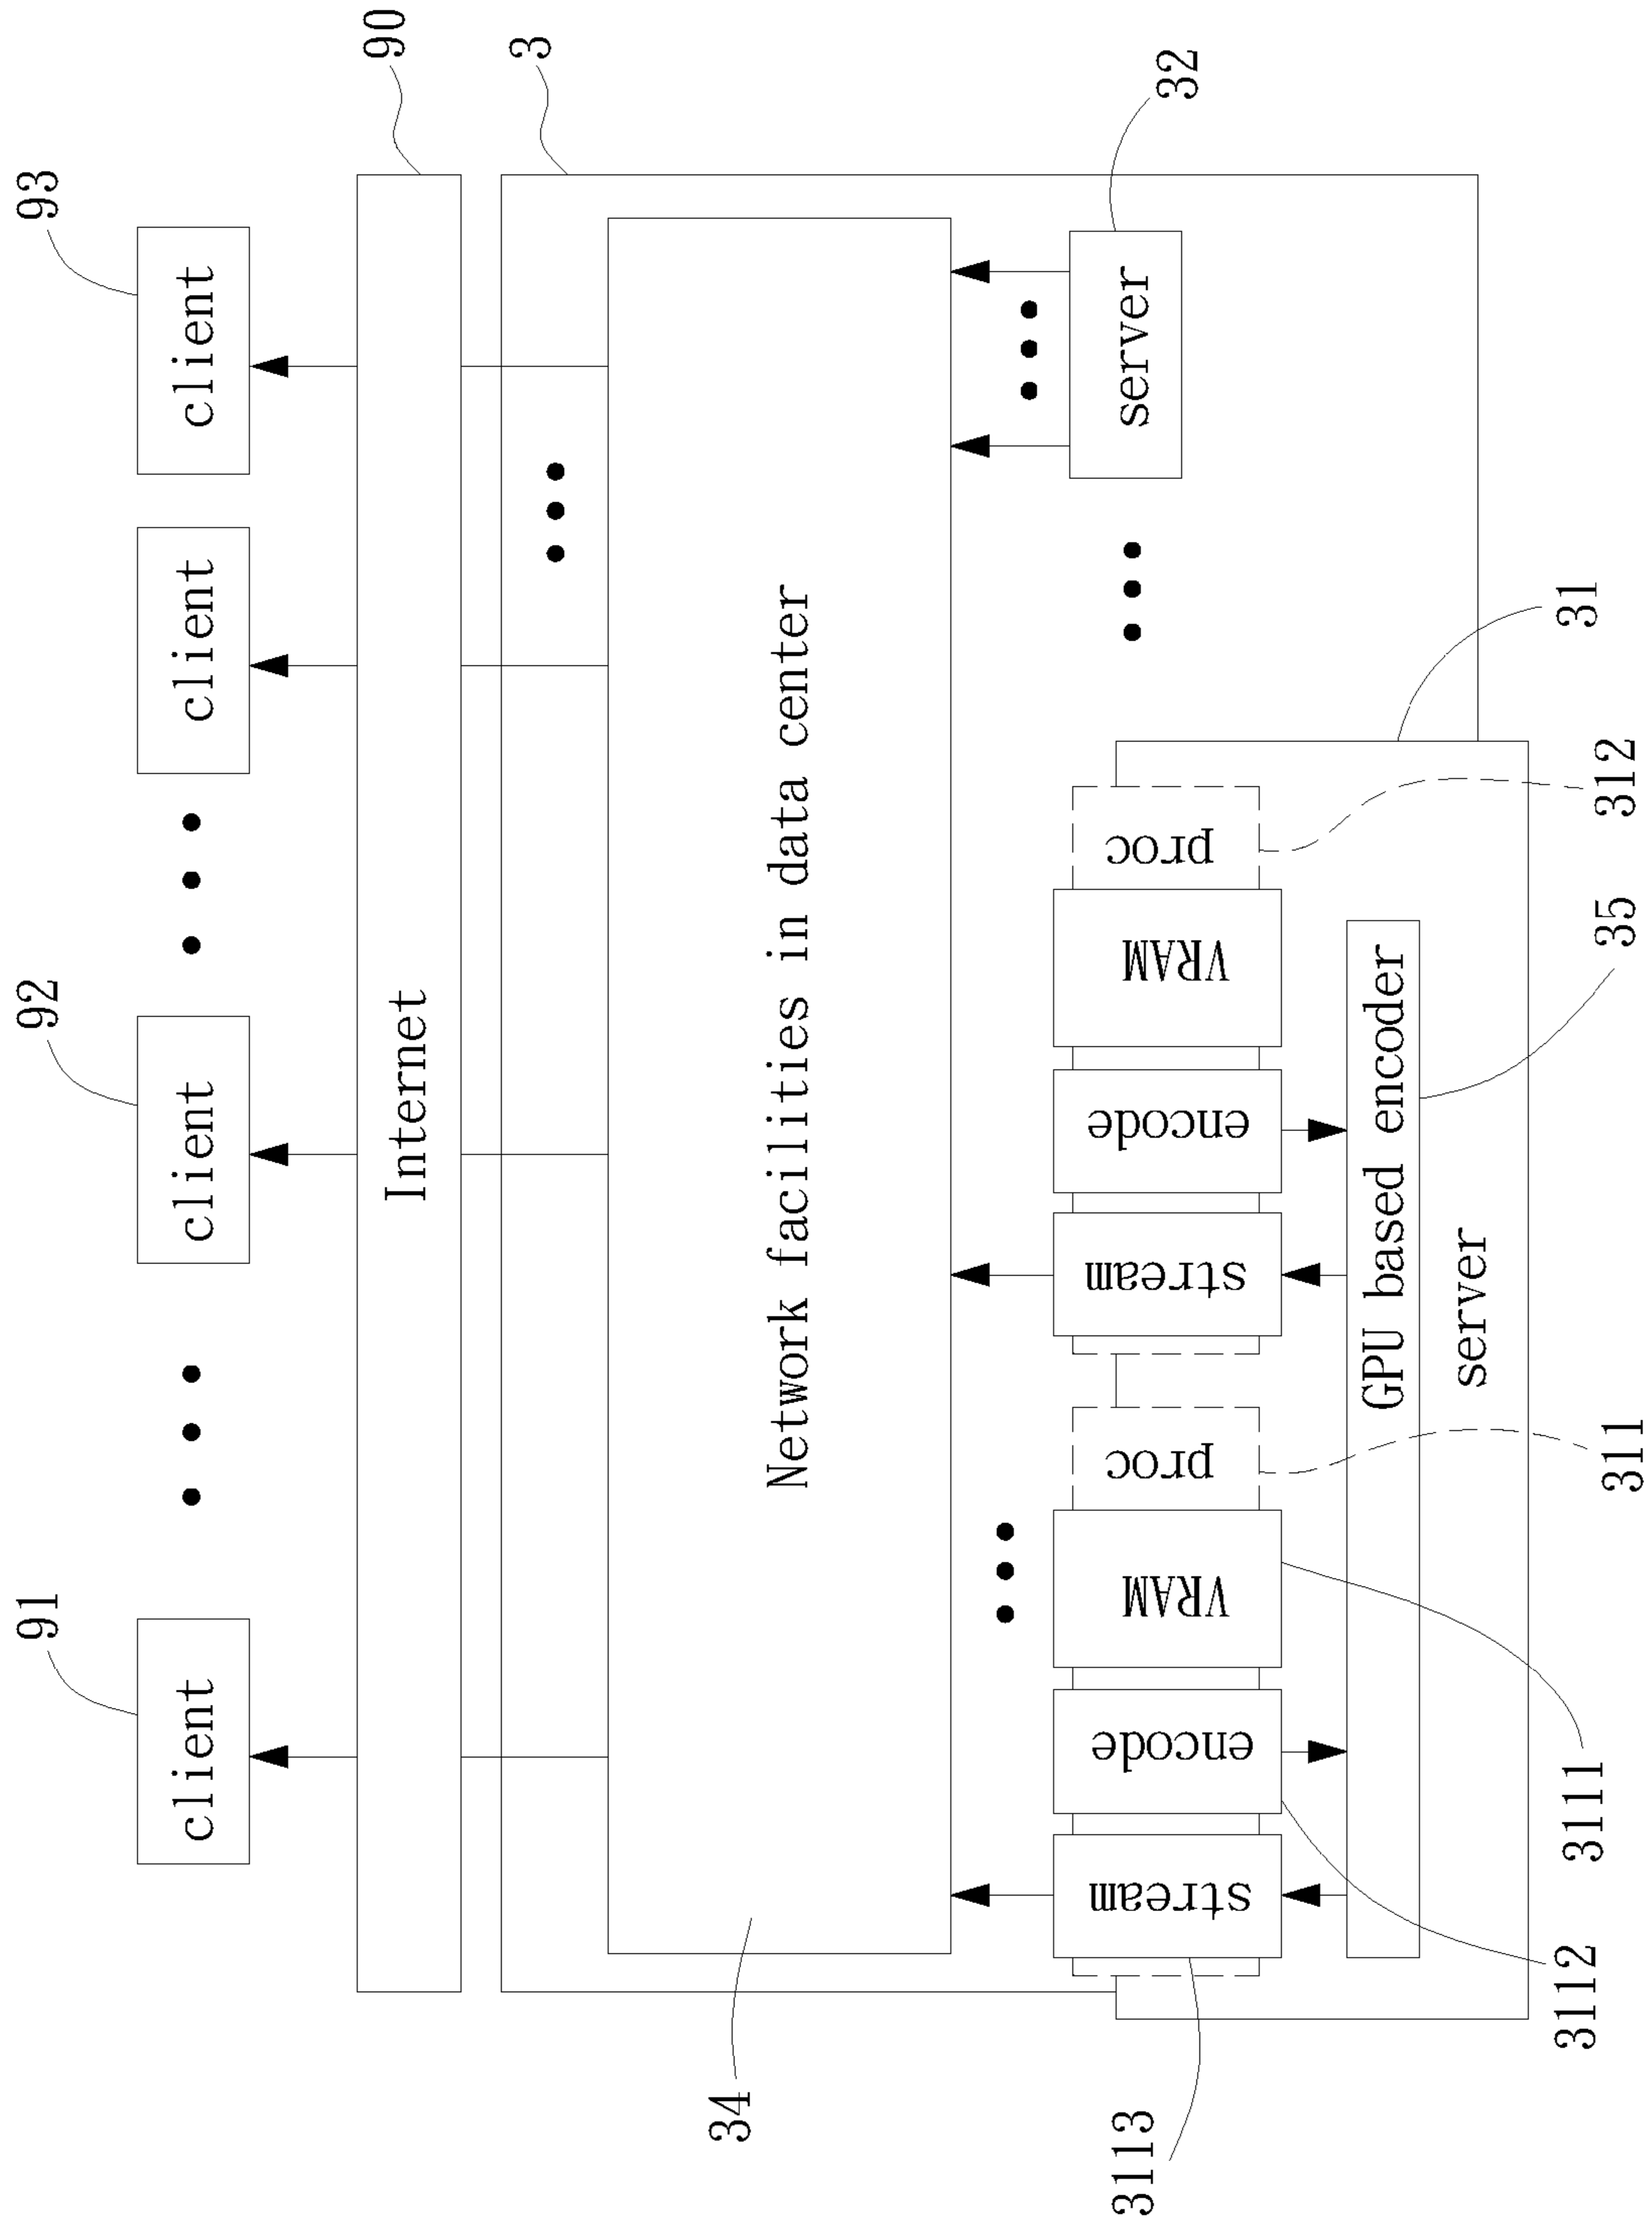 91
92
93
client
client
client
client
Internet
90
3
34
Network facilities in data center
3113
stream
encode
VRAM
proc
stream
encode
VRAM
proc
server
32
GPU based encoder
server
3112
3111
311
35
312
31